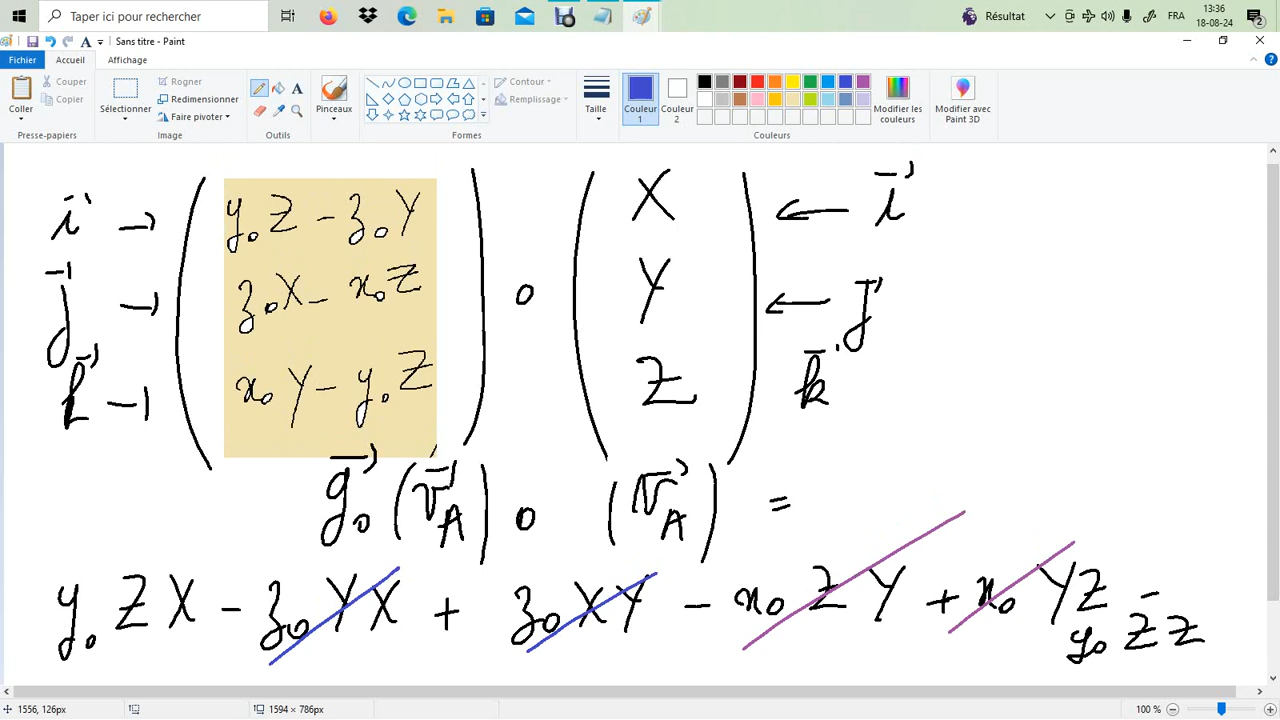 Taper ici pour rechercher
Résultat
FRA
13:36
18-08-24
2
Sans titre - Paint
Fichier Accueil Affichage
Coller
Couper
Copier
Presse-papiers
Sélectionner
Rogner
Redimensionner
Faire pivoter
Image
A
Outils
Pinceaux
Contour
Remplissage
Formes
Taille
Couleur 1
Couleur 2
Modifier les couleurs
Couleurs
Modifier avec Paint 3D
i⃗ → ( y₀Z - z₀Y ) o ( X ) ← i⃗
j⃗ → ( z₀X - x₀Z ) ( Y ) ← j⃗
k⃗ → ( x₀Y - y₀Z ) ( Z ) k⃗
g⃗₀ (v⃗A) o (v⃗A) =
y₀ZX - z₀YX + z₀XY - x₀ZY + x₀YZ -
y₀ZZ
1556, 126px
1594 × 786px
100 %